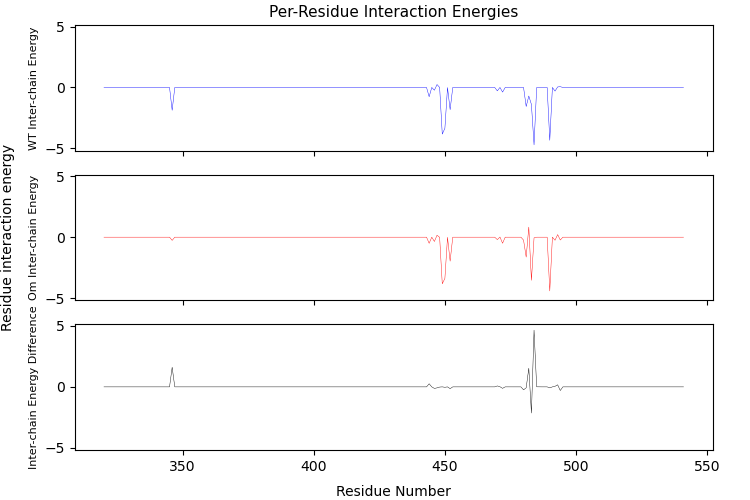 Per-Residue Interaction Energies
Residue interaction energy
WT Inter-chain Energy
5
0
−5
Om Inter-chain Energy
5
0
−5
Inter-chain Energy Difference
5
0
−5
350
400
450
500
550
Residue Number